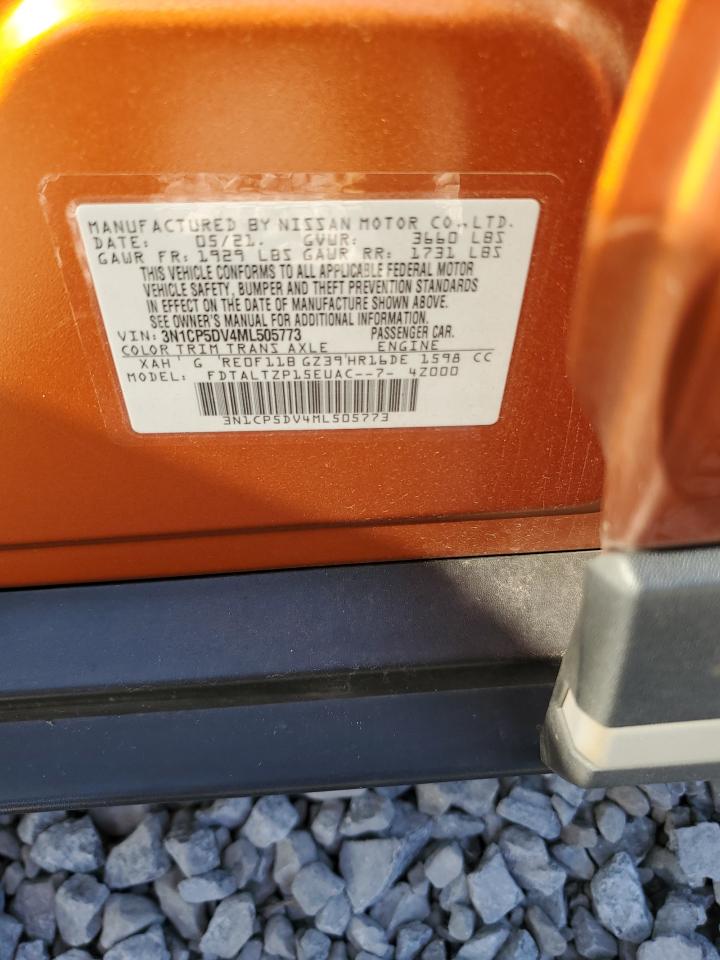 MANUFACTURED BY NISSAN MOTOR CO., LTD.
DATE: 05/21. GVWR: 3660 LBS
GAWR FR: 1929 LBS GAWR RR: 1731 LBS
THIS VEHICLE CONFORMS TO ALL APPLICABLE FEDERAL MOTOR
VEHICLE SAFETY, BUMPER AND THEFT PREVENTION STANDARDS
IN EFFECT ON THE DATE OF MANUFACTURE SHOWN ABOVE.
SEE OWNER'S MANUAL FOR ADDITIONAL INFORMATION.
VIN: 3N1CP5DV4ML505773 PASSENGER CAR.
COLOR TRIM TRANS AXLE ENGINE
XAH G RE0F11B GZ39 HR16DE 1598 CC
MODEL: FDTALTZP15EUAC--7- 4Z000
3N1CP5DV4ML505773